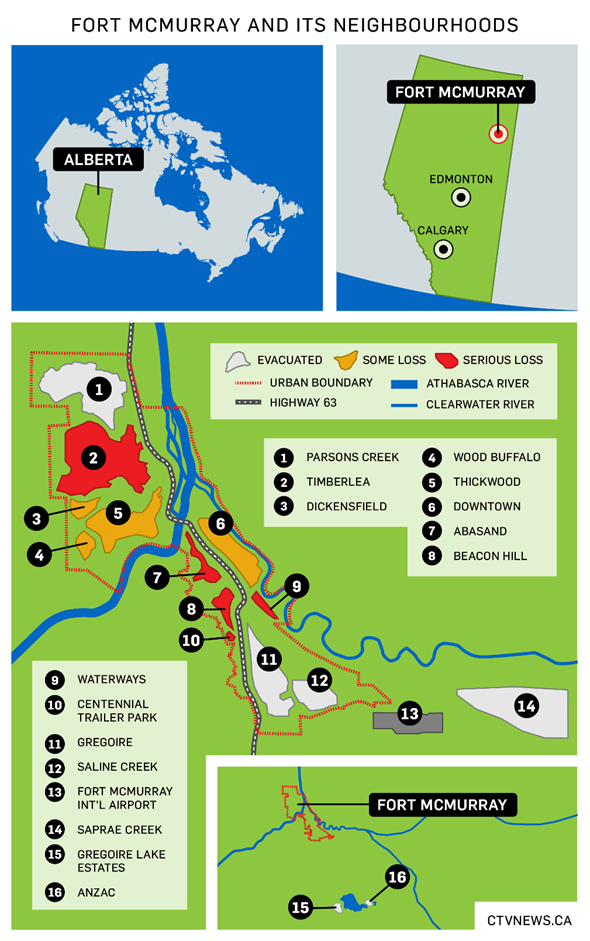 FORT MCMURRAY AND ITS NEIGHBOURHOODS
ALBERTA
FORT MCMURRAY
EDMONTON
CALGARY
EVACUATED
SOME LOSS
SERIOUS LOSS
URBAN BOUNDARY
ATHABASCA RIVER
HIGHWAY 63
CLEARWATER RIVER
1 PARSONS CREEK
2 TIMBERLEA
3 DICKENSFIELD
4 WOOD BUFFALO
5 THICKWOOD
6 DOWNTOWN
7 ABASAND
8 BEACON HILL
1
2
3
5
4
6
7
9
8
10
11
12
13
14
9 WATERWAYS
10 CENTENNIAL
TRAILER PARK
11 GREGOIRE
12 SALINE CREEK
13 FORT MCMURRAY
INT'L AIRPORT
14 SAPRAE CREEK
15 GREGOIRE LAKE
ESTATES
16 ANZAC
FORT MCMURRAY
16
15
CTVNEWS.CA